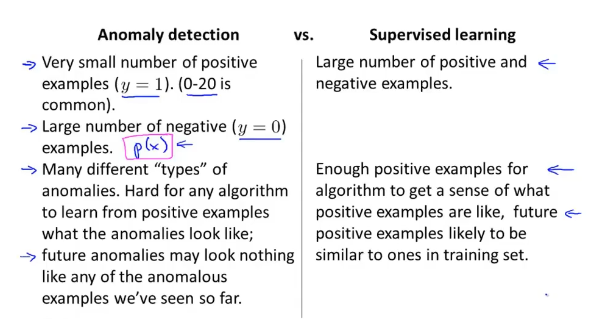 Anomaly detection vs. Supervised learning
→ Very small number of positive
examples (y = 1). (0-20 is
common).
→ Large number of negative (y = 0)
examples. p(x) ←
→ Many different “types” of
anomalies. Hard for any algorithm
to learn from positive examples
what the anomalies look like;
→ future anomalies may look nothing
like any of the anomalous
examples we’ve seen so far.
Large number of positive and ←
negative examples.
Enough positive examples for ←
algorithm to get a sense of what
positive examples are like, future ←
positive examples likely to be
similar to ones in training set.